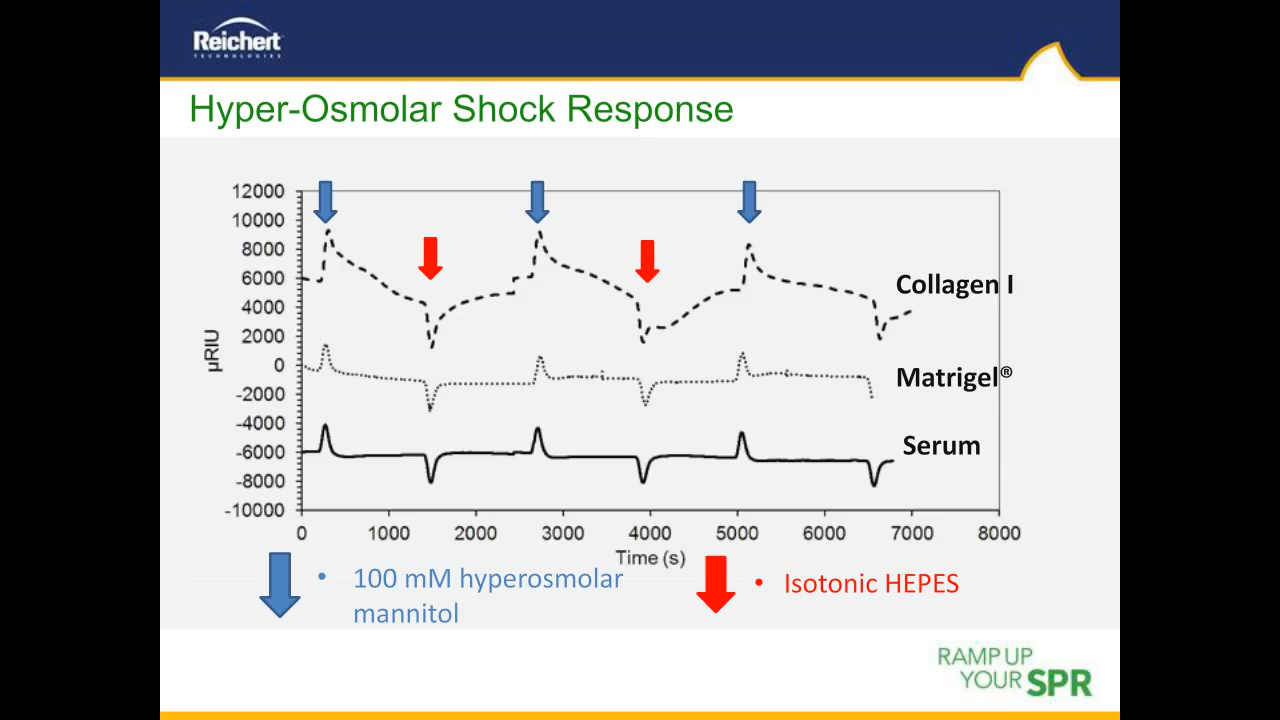 Reichert
TECHNOLOGIES
Hyper-Osmolar Shock Response
12000
10000
8000
6000
4000
2000
0
-2000
-4000
-6000
-8000
-10000
µRIU
Collagen I
Matrigel®
Serum
0 1000 2000 3000 4000 5000 6000 7000 8000
Time (s)
• 100 mM hyperosmolar
mannitol
• Isotonic HEPES
RAMP UP
YOUR SPR